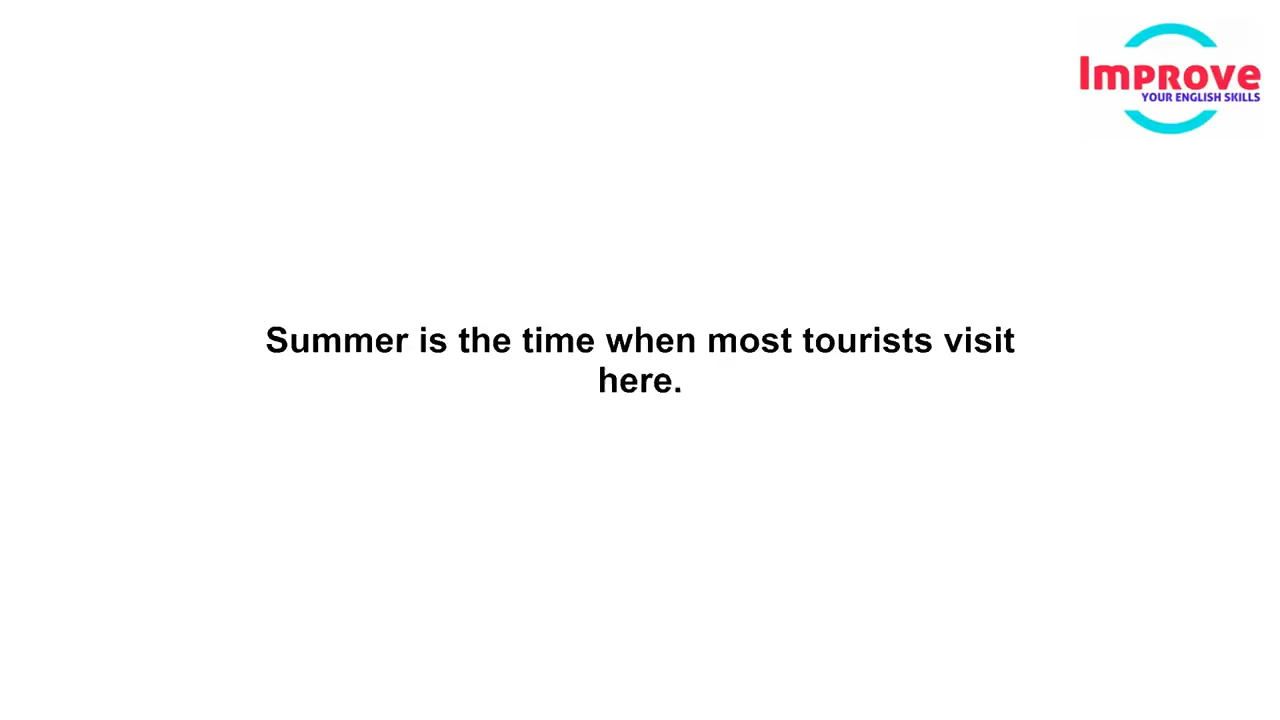 Improve
YOUR ENGLISH SKILLS
Summer is the time when most tourists visit
here.